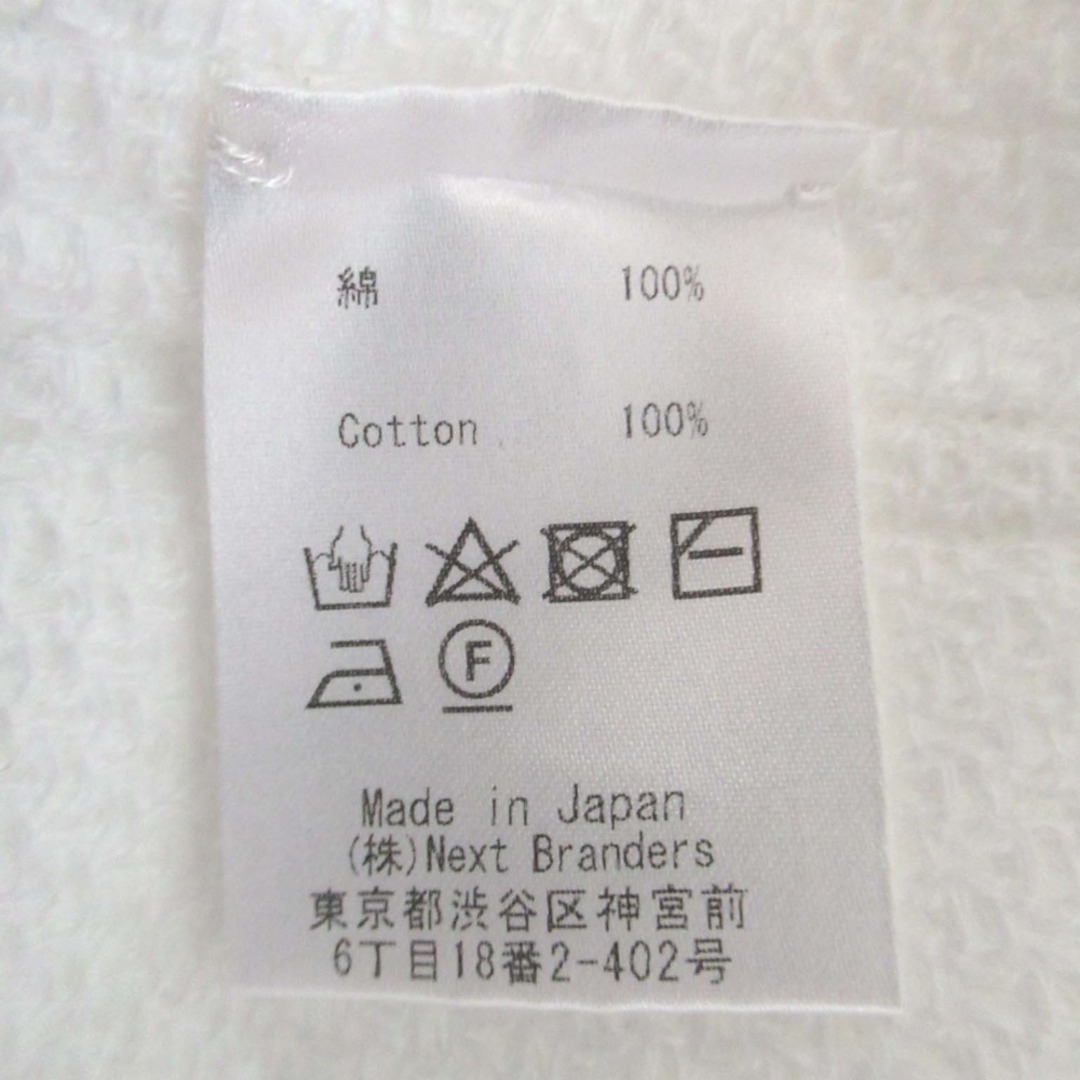 綿 100%
Cotton 100%
F
Made in Japan
(株)Next Branders
東京都渋谷区神宮前
6丁目18番2-402号